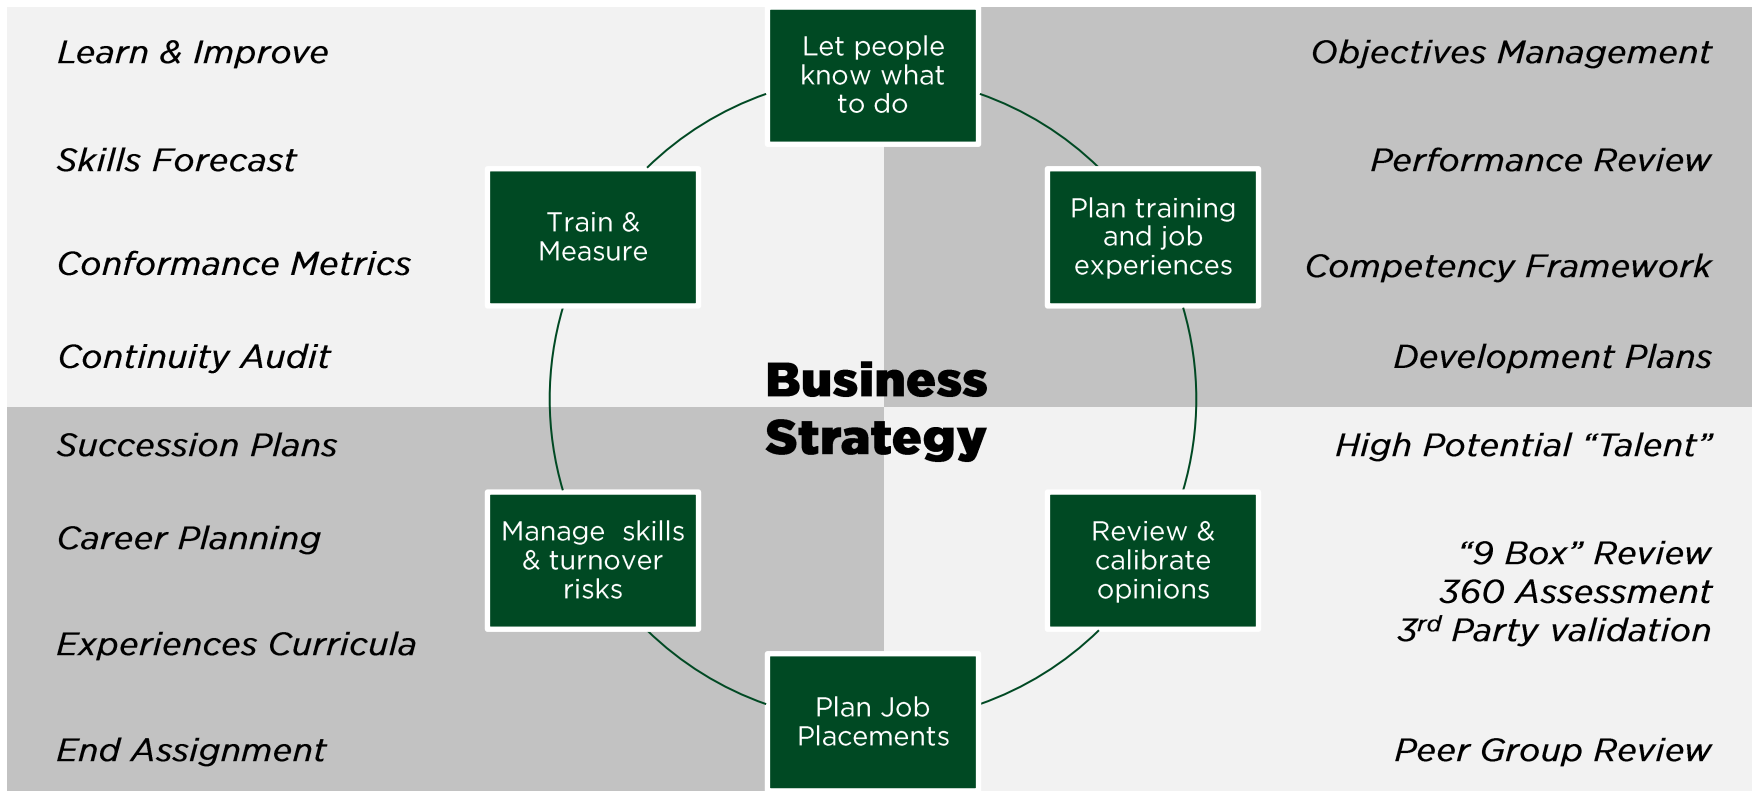 Learn & Improve
Skills Forecast
Conformance Metrics
Continuity Audit
Succession Plans
Career Planning
Experiences Curricula
End Assignment
Let people
know what
to do
Train &
Measure
Plan training
and job
experiences
Business
Strategy
Manage  skills
& turnover
risks
Review &
calibrate
opinions
Plan Job
Placements
Objectives Management
Performance Review
Competency Framework
Development Plans
High Potential “Talent”
“9 Box” Review
360 Assessment
3rd Party validation
Peer Group Review